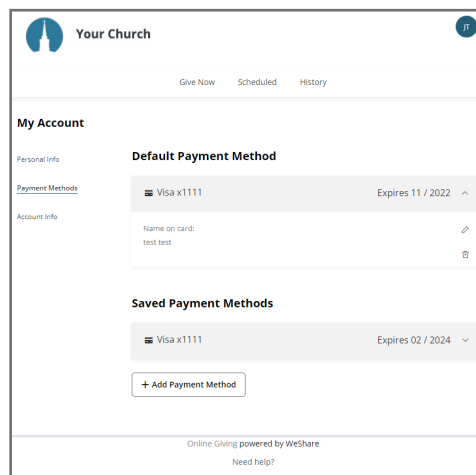 Your Church
JT
Give Now Scheduled History
My Account
Personal Info
Payment Methods
Account Info
Default Payment Method
Visa x1111 Expires 11 / 2022
Name on card:
test test
Saved Payment Methods
Visa x1111 Expires 02 / 2024
+ Add Payment Method
Online Giving powered by WeShare
Need help?